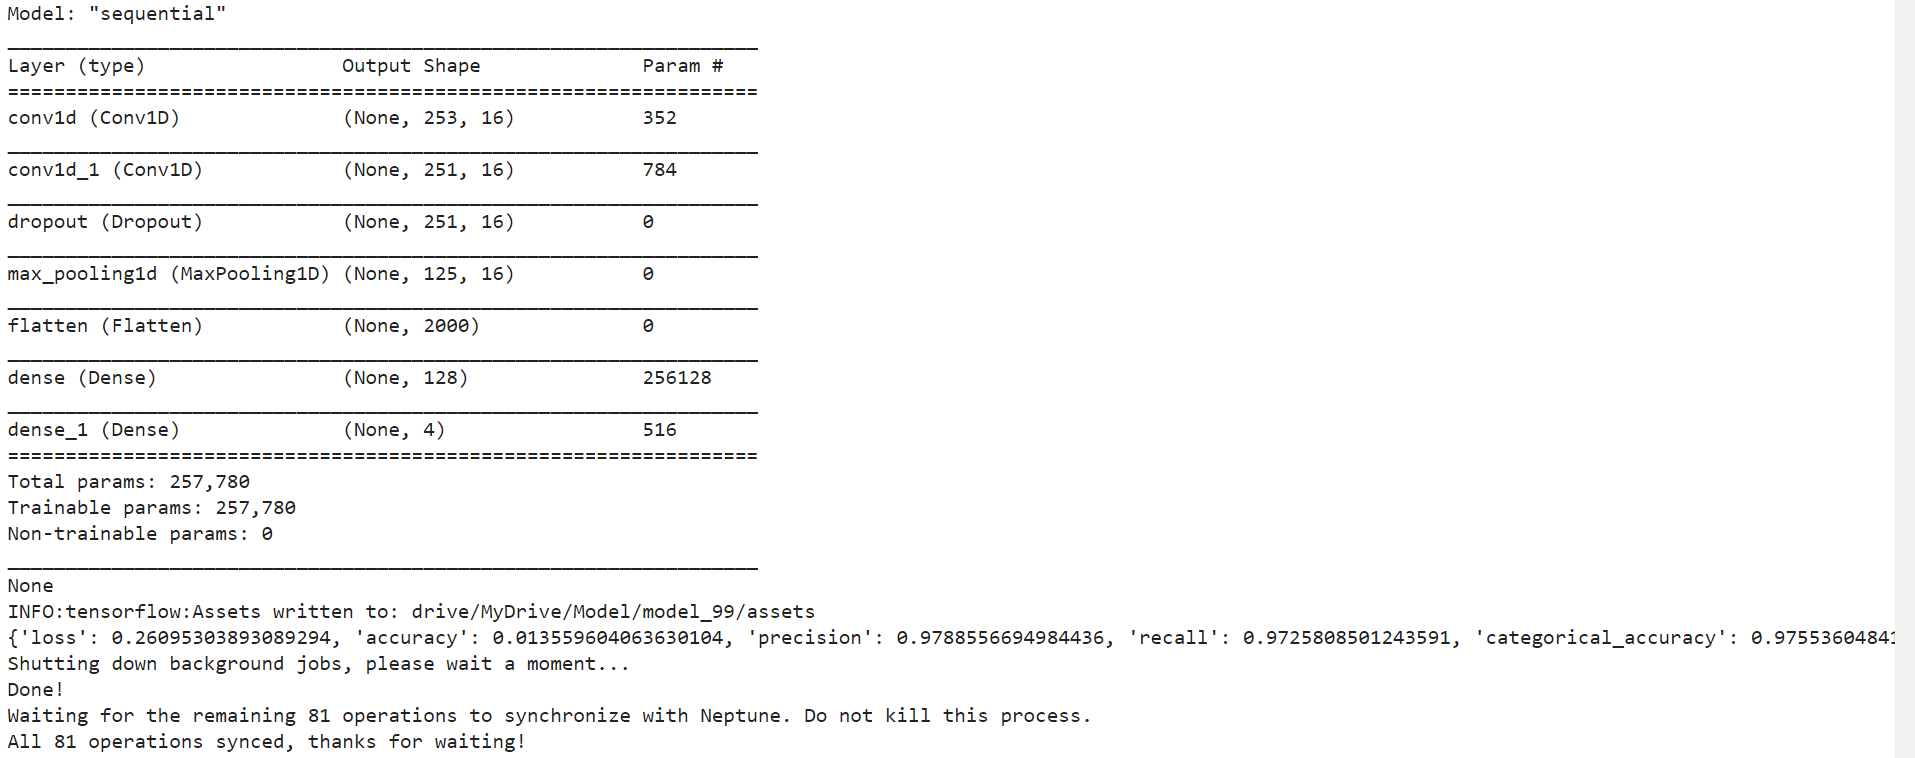 Model: "sequential"
_________________________________________________________________
Layer (type)                 Output Shape              Param #
=================================================================
conv1d (Conv1D)              (None, 253, 16)           352
_________________________________________________________________
conv1d_1 (Conv1D)            (None, 251, 16)           784
_________________________________________________________________
dropout (Dropout)            (None, 251, 16)           0
_________________________________________________________________
max_pooling1d (MaxPooling1D) (None, 125, 16)           0
_________________________________________________________________
flatten (Flatten)            (None, 2000)              0
_________________________________________________________________
dense (Dense)                (None, 128)               256128
_________________________________________________________________
dense_1 (Dense)              (None, 4)                 516
=================================================================
Total params: 257,780
Trainable params: 257,780
Non-trainable params: 0
_________________________________________________________________
None
INFO:tensorflow:Assets written to: drive/MyDrive/Model/model_99/assets
{'loss': 0.26095303893089294, 'accuracy': 0.013559604063630104, 'precision': 0.9788556694984436, 'recall': 0.9725808501243591, 'categorical_accuracy': 0.97553604841
Shutting down background jobs, please wait a moment...
Done!
Waiting for the remaining 81 operations to synchronize with Neptune. Do not kill this process.
All 81 operations synced, thanks for waiting!